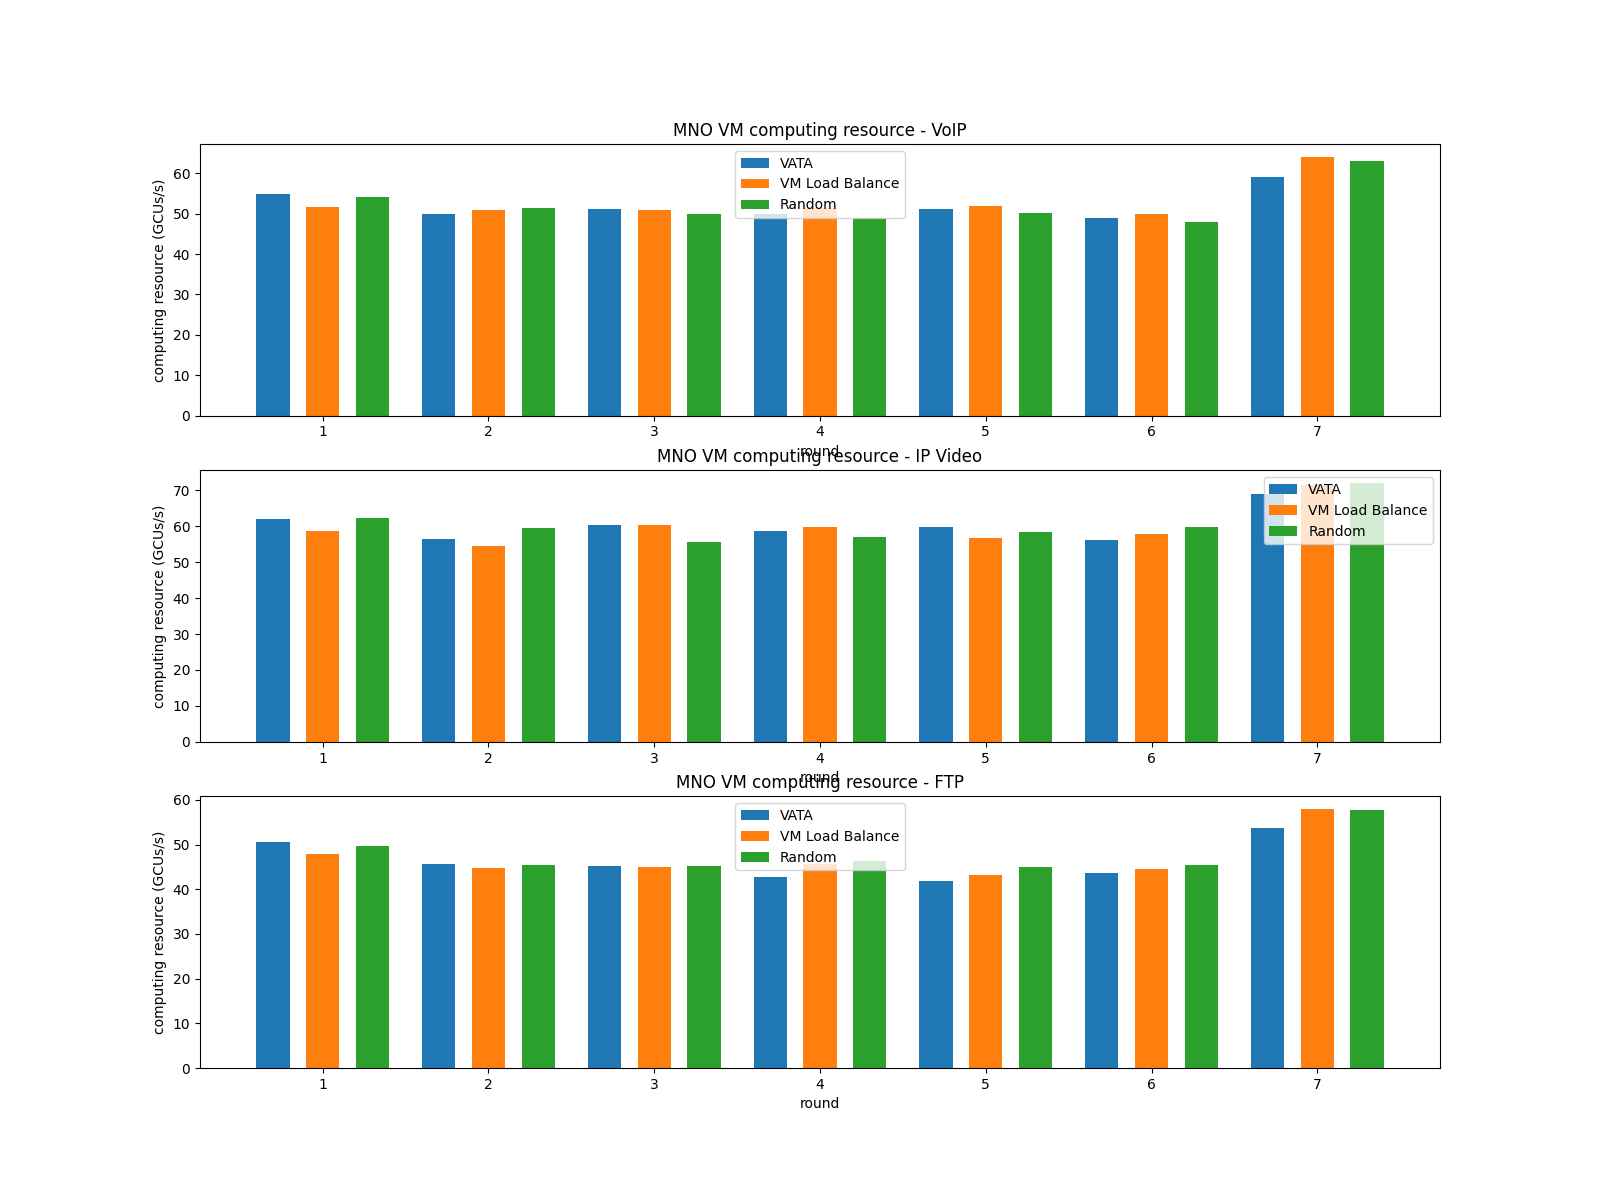 MNO VM computing resource - VoIP
computing resource (GCUs/s)
60
50
40
30
20
10
0
VATA
VM Load Balance
Random
1 2 3 4 5 6 7
round
MNO VM computing resource - IP Video
computing resource (GCUs/s)
70
60
50
40
30
20
10
0
VATA
VM Load Balance
Random
1 2 3 4 5 6 7
round
MNO VM computing resource - FTP
computing resource (GCUs/s)
60
50
40
30
20
10
0
VATA
VM Load Balance
Random
1 2 3 4 5 6 7
round